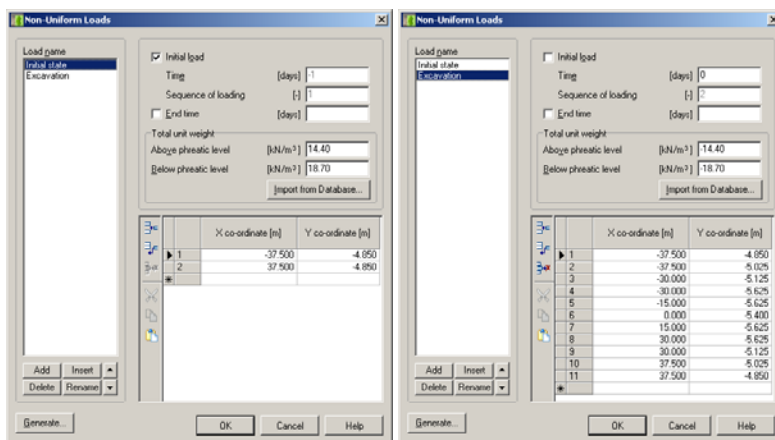 Non-Uniform Loads
Load name
Initial state
Excavation
Initial load
Time [days] -1
Sequence of loading [-] 1
End time [days]
Total unit weight
Above phreatic level [kN/m³] 14.40
Below phreatic level [kN/m³] 18.70
Import from Database...
X co-ordinate [m] Y co-ordinate [m]
1 -37.500 -4.850
2 37.500 -4.850
Add Insert
Delete Rename
Generate... OK Cancel Help
Non-Uniform Loads
Load name
Initial state
Excavation
Initial load
Time [days] 0
Sequence of loading [-] 2
End time [days]
Total unit weight
Above phreatic level [kN/m³] -14.40
Below phreatic level [kN/m³] -18.70
Import from Database...
X co-ordinate [m] Y co-ordinate [m]
1 -37.500 -4.850
2 -37.500 -5.025
3 -30.000 -5.125
4 -30.000 -5.625
5 -15.000 -5.625
6 0.000 -5.400
7 15.000 -5.625
8 30.000 -5.625
9 30.000 -5.125
10 37.500 -5.025
11 37.500 -4.850
Add Insert
Delete Rename
Generate... OK Cancel Help